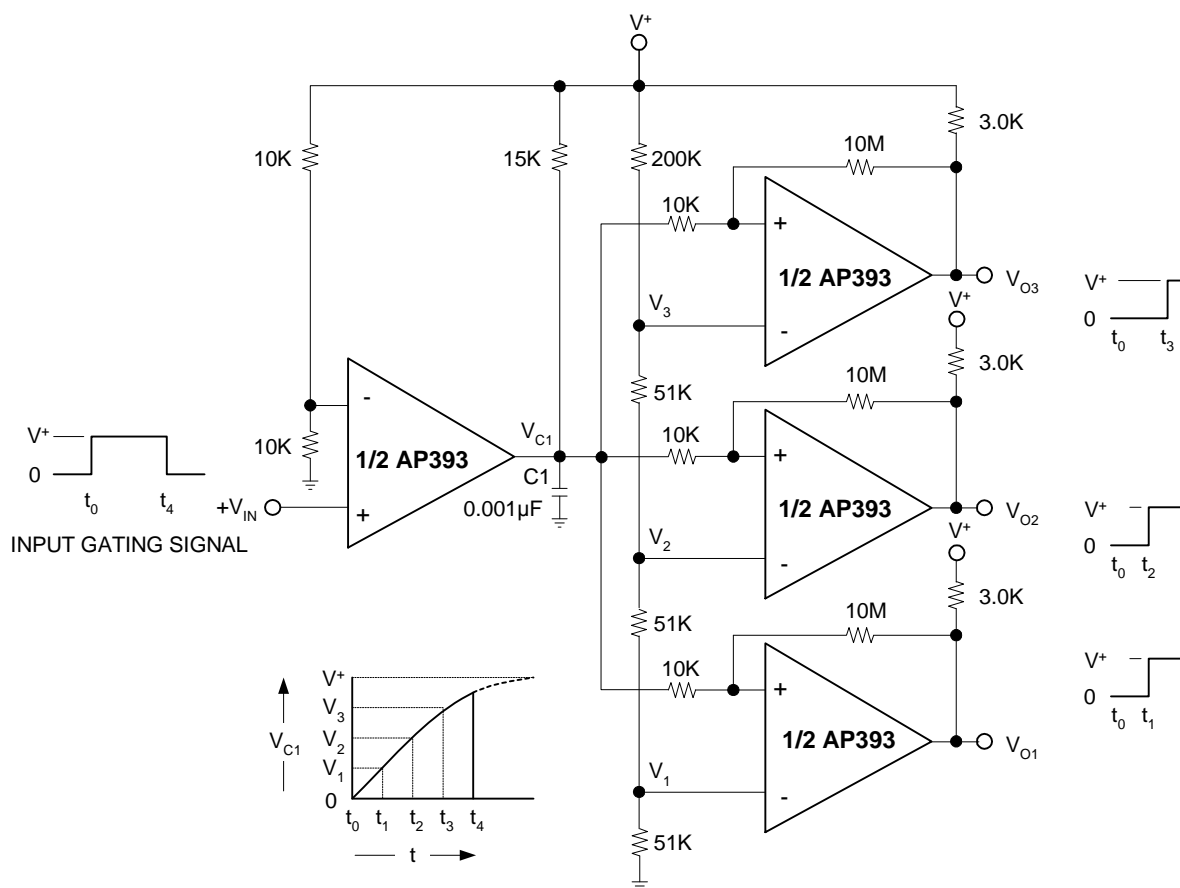 V+
10K
15K
200K
10M
3.0K
10K
+
1/2 AP393
-
VO3
V3
V+
0
t0 t3
V+
3.0K
51K
10M
10K
+
1/2 AP393
-
VO2
V2
V+
0
t0 t2
-
1/2 AP393
+
10K
VC1
C1
0.001µF
V+
0
t0 t4
+VIN
INPUT GATING SIGNAL
V+
3.0K
51K
10M
10K
+
1/2 AP393
-
VO1
V1
51K
V+
0
t0 t1
V+
V3
V2
V1
0
VC1
t0 t1 t2 t3 t4
t